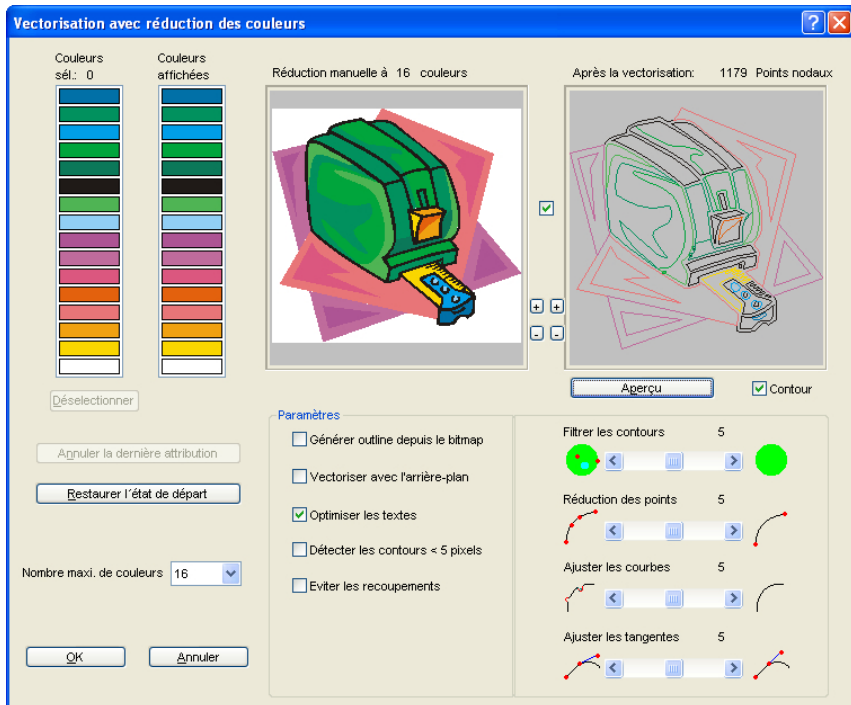 Vectorisation avec réduction des couleurs
Couleurs
sél.: 0
Couleurs
affichées
Réduction manuelle à 16 couleurs
Après la vectorisation: 1179 Points nodaux
Aperçu
Contour
Désélectionner
Annuler la dernière attribution
Restaurer l´état de départ
Nombre maxi. de couleurs 16
OK
Annuler
Paramètres
Générer outline depuis le bitmap
Vectoriser avec l'arrière-plan
Optimiser les textes
Détecter les contours < 5 pixels
Eviter les recoupements
Filtrer les contours 5
Réduction des points 5
Ajuster les courbes 5
Ajuster les tangentes 5